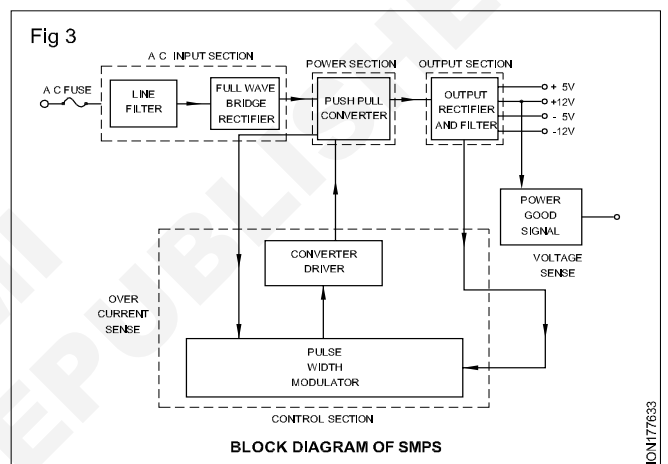 Fig 3
A C INPUT SECTION
POWER SECTION
OUTPUT SECTION
A C FUSE
LINE
FILTER
FULL WAVE
BRIDGE
RECTIFIER
PUSH PULL
CONVERTER
OUTPUT
RECTIFIER
AND FILTER
+ 5V
+12V
- 5V
-12V
POWER
GOOD
SIGNAL
VOLTAGE
SENSE
CONVERTER
DRIVER
OVER
CURRENT
SENSE
PULSE
WIDTH
MODULATOR
CONTROL SECTION
BLOCK DIAGRAM OF SMPS
ION177633